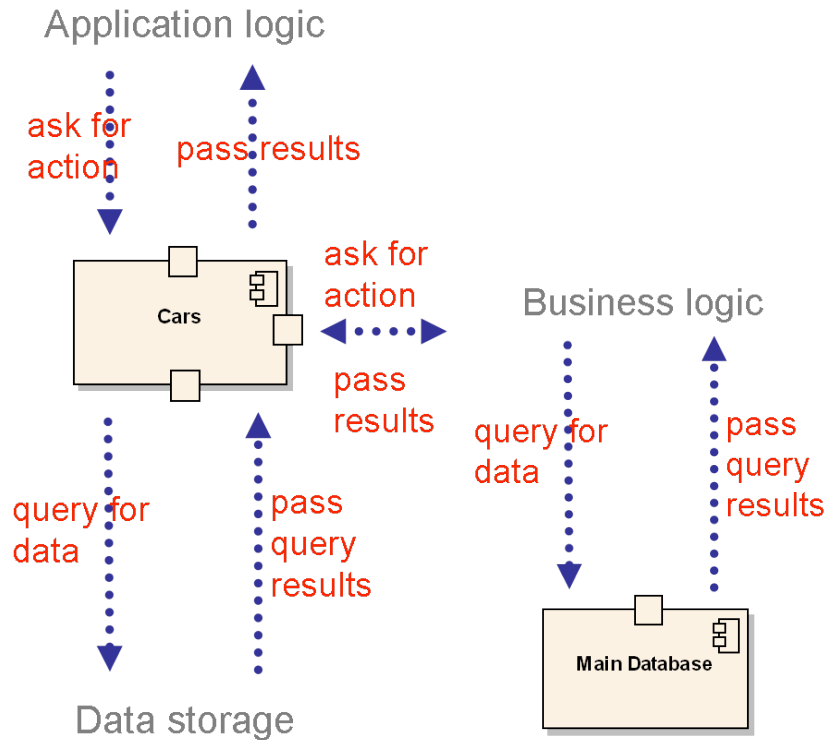 Application logic
ask for
action
pass results
Cars
ask for
action
pass
results
Business logic
query for
data
pass
query
results
query for
data
pass
query
results
Main Database
Data storage